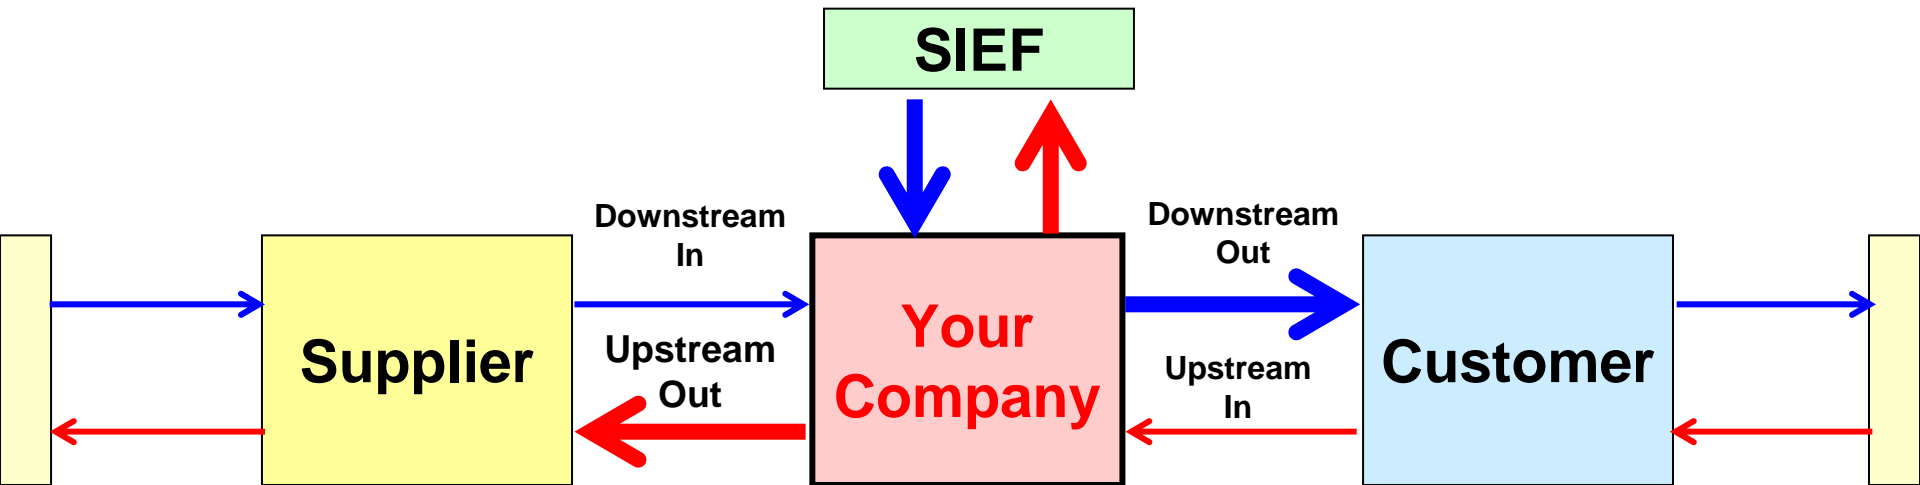 SIEF
Downstream
In
Downstream
Out
Supplier
Upstream
Out
Your
Company
Upstream
In
Customer